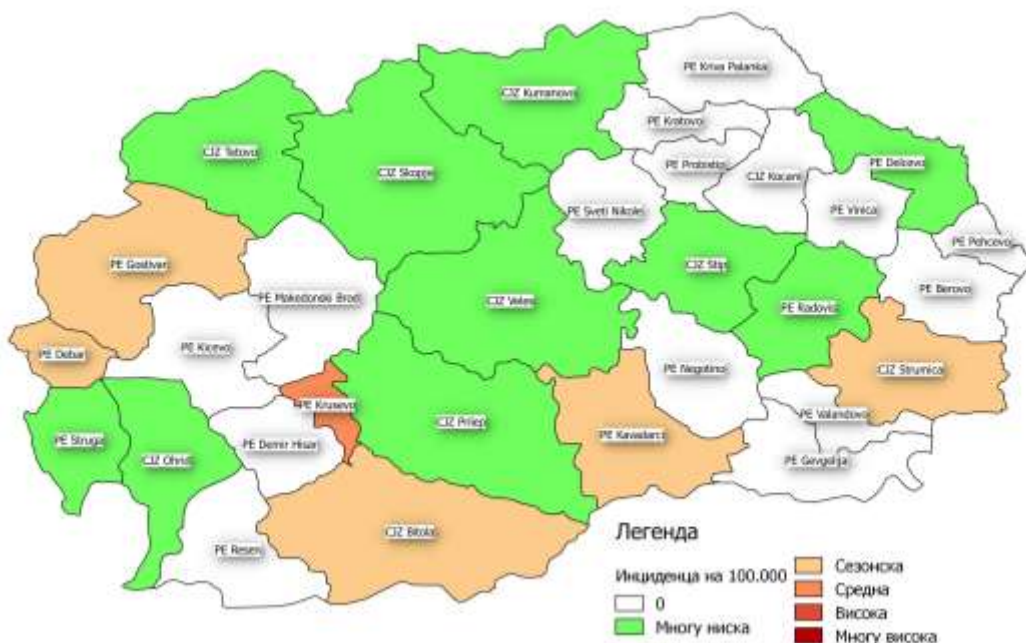 PE Kriva Palanka
CJZ Kumanovo
PE Kratovo
CJZ Tetovo
PE Probistip
PE Delcevo
CJZ Skopje
CJZ Kocani
PE Vinica
PE Sveti Nikole
PE Pehcevo
PE Gostivar
CJZ Stip
PE Berovo
PE Makedonski Brod
CJZ Veles
PE Radovis
PE Kicevo
PE Debar
PE Negotino
CJZ Strumica
PE Krusevo
PE Valandovo
CJZ Prilep
PE Kavadarci
PE Struga
PE Demir Hisar
CJZ Ohrid
PE Gevgelija
CJZ Bitola
PE Resen
Легенда
Инциденца на 100.000
0
Многу ниска
Сезонска
Средна
Висока
Многу висока